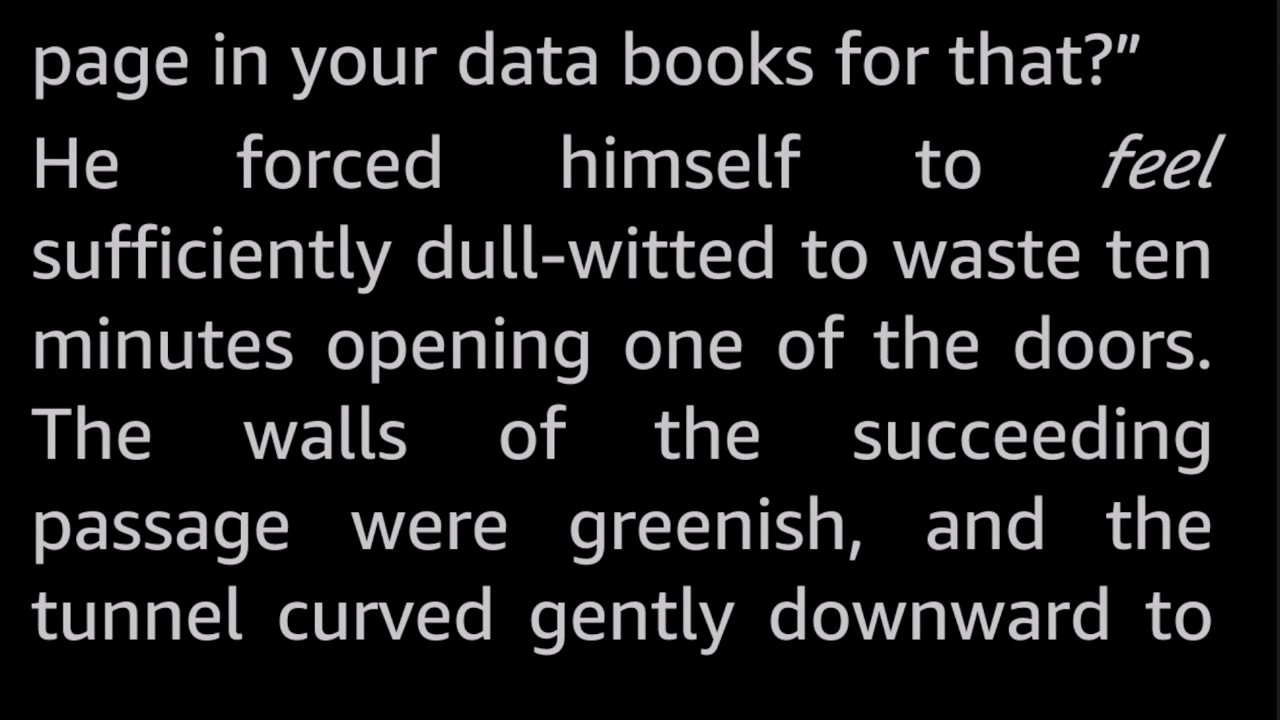 page in your data books for that?”
He forced himself to feel
sufficiently dull-witted to waste ten
minutes opening one of the doors.
The walls of the succeeding
passage were greenish, and the
tunnel curved gently downward to